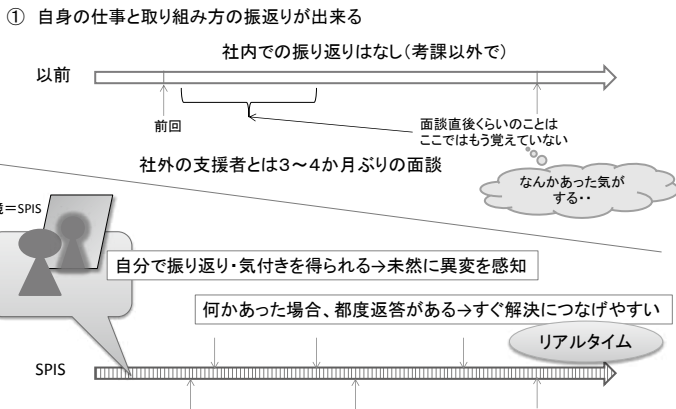 ① 自身の仕事と取り組み方の振返りが出来る
社内での振り返りはなし(考課以外で)
以前
前回
面談直後くらいのことは
ここではもう覚えていない
社外の支援者とは3～4か月ぶりの面談
なんかあった気が
する・・
＝SPIS
自分で振り返り・気付きを得られる→未然に異変を感知
何かあった場合、都度返答がある→すぐ解決につなげやすい
リアルタイム
SPIS